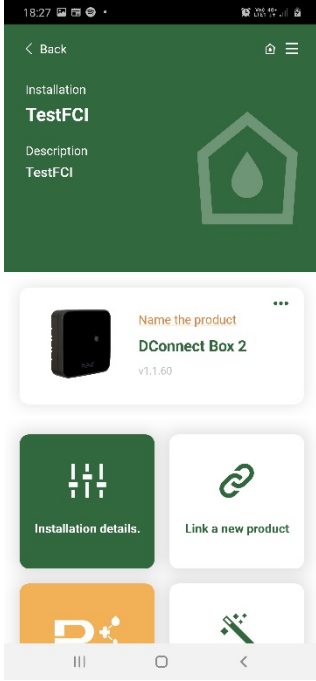 18:27
Back
Installation
TestFCI
Description
TestFCI
Name the product
DConnect Box 2
v1.1.60
Installation details.
Link a new product